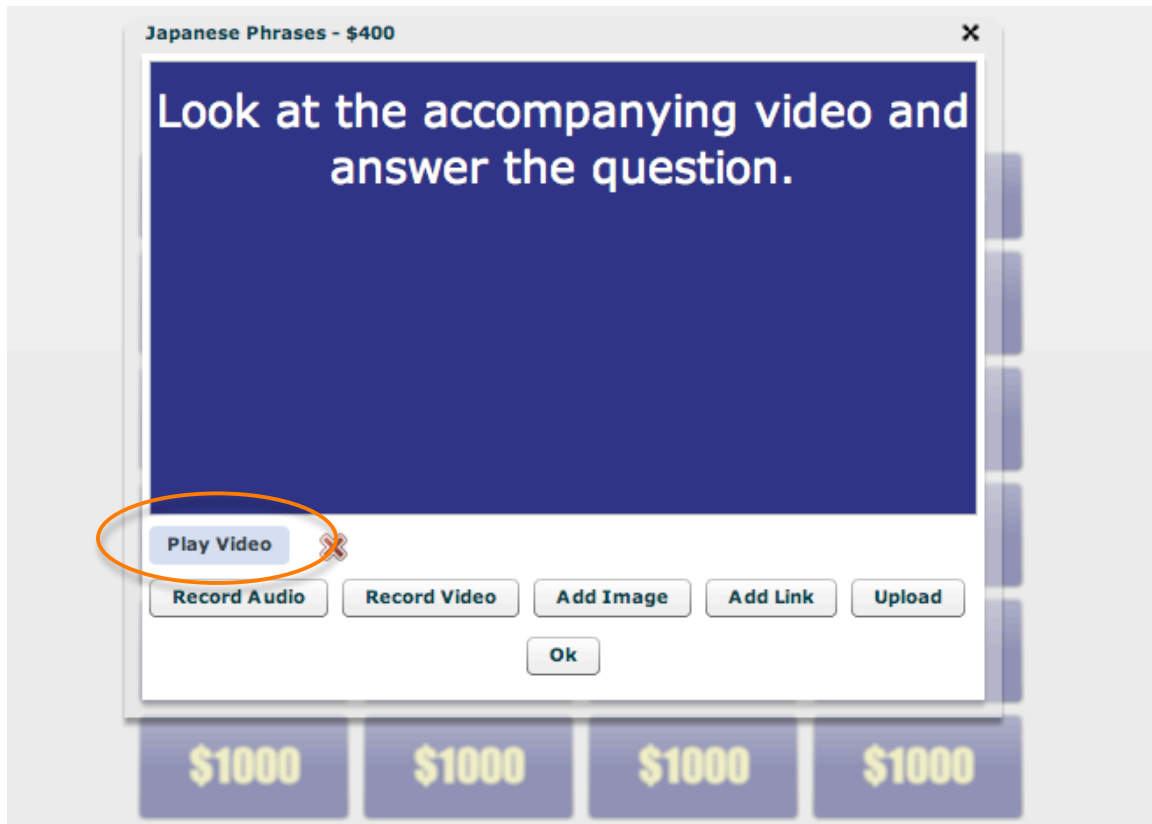 Japanese Phrases - $400
Look at the accompanying video and
answer the question.
Play Video
Record Audio Record Video Add Image Add Link Upload
Ok
$1000 $1000 $1000 $1000